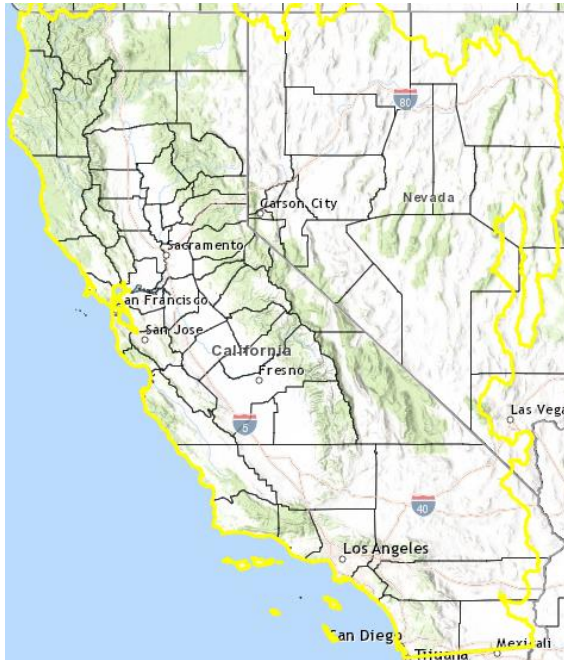 80
Nevada
Carson City
Sacramento
San Francisco
San Jose
California
Fresno
5
Las Vega
40
Los Angeles
San Diego
Tijuana
Mexicali